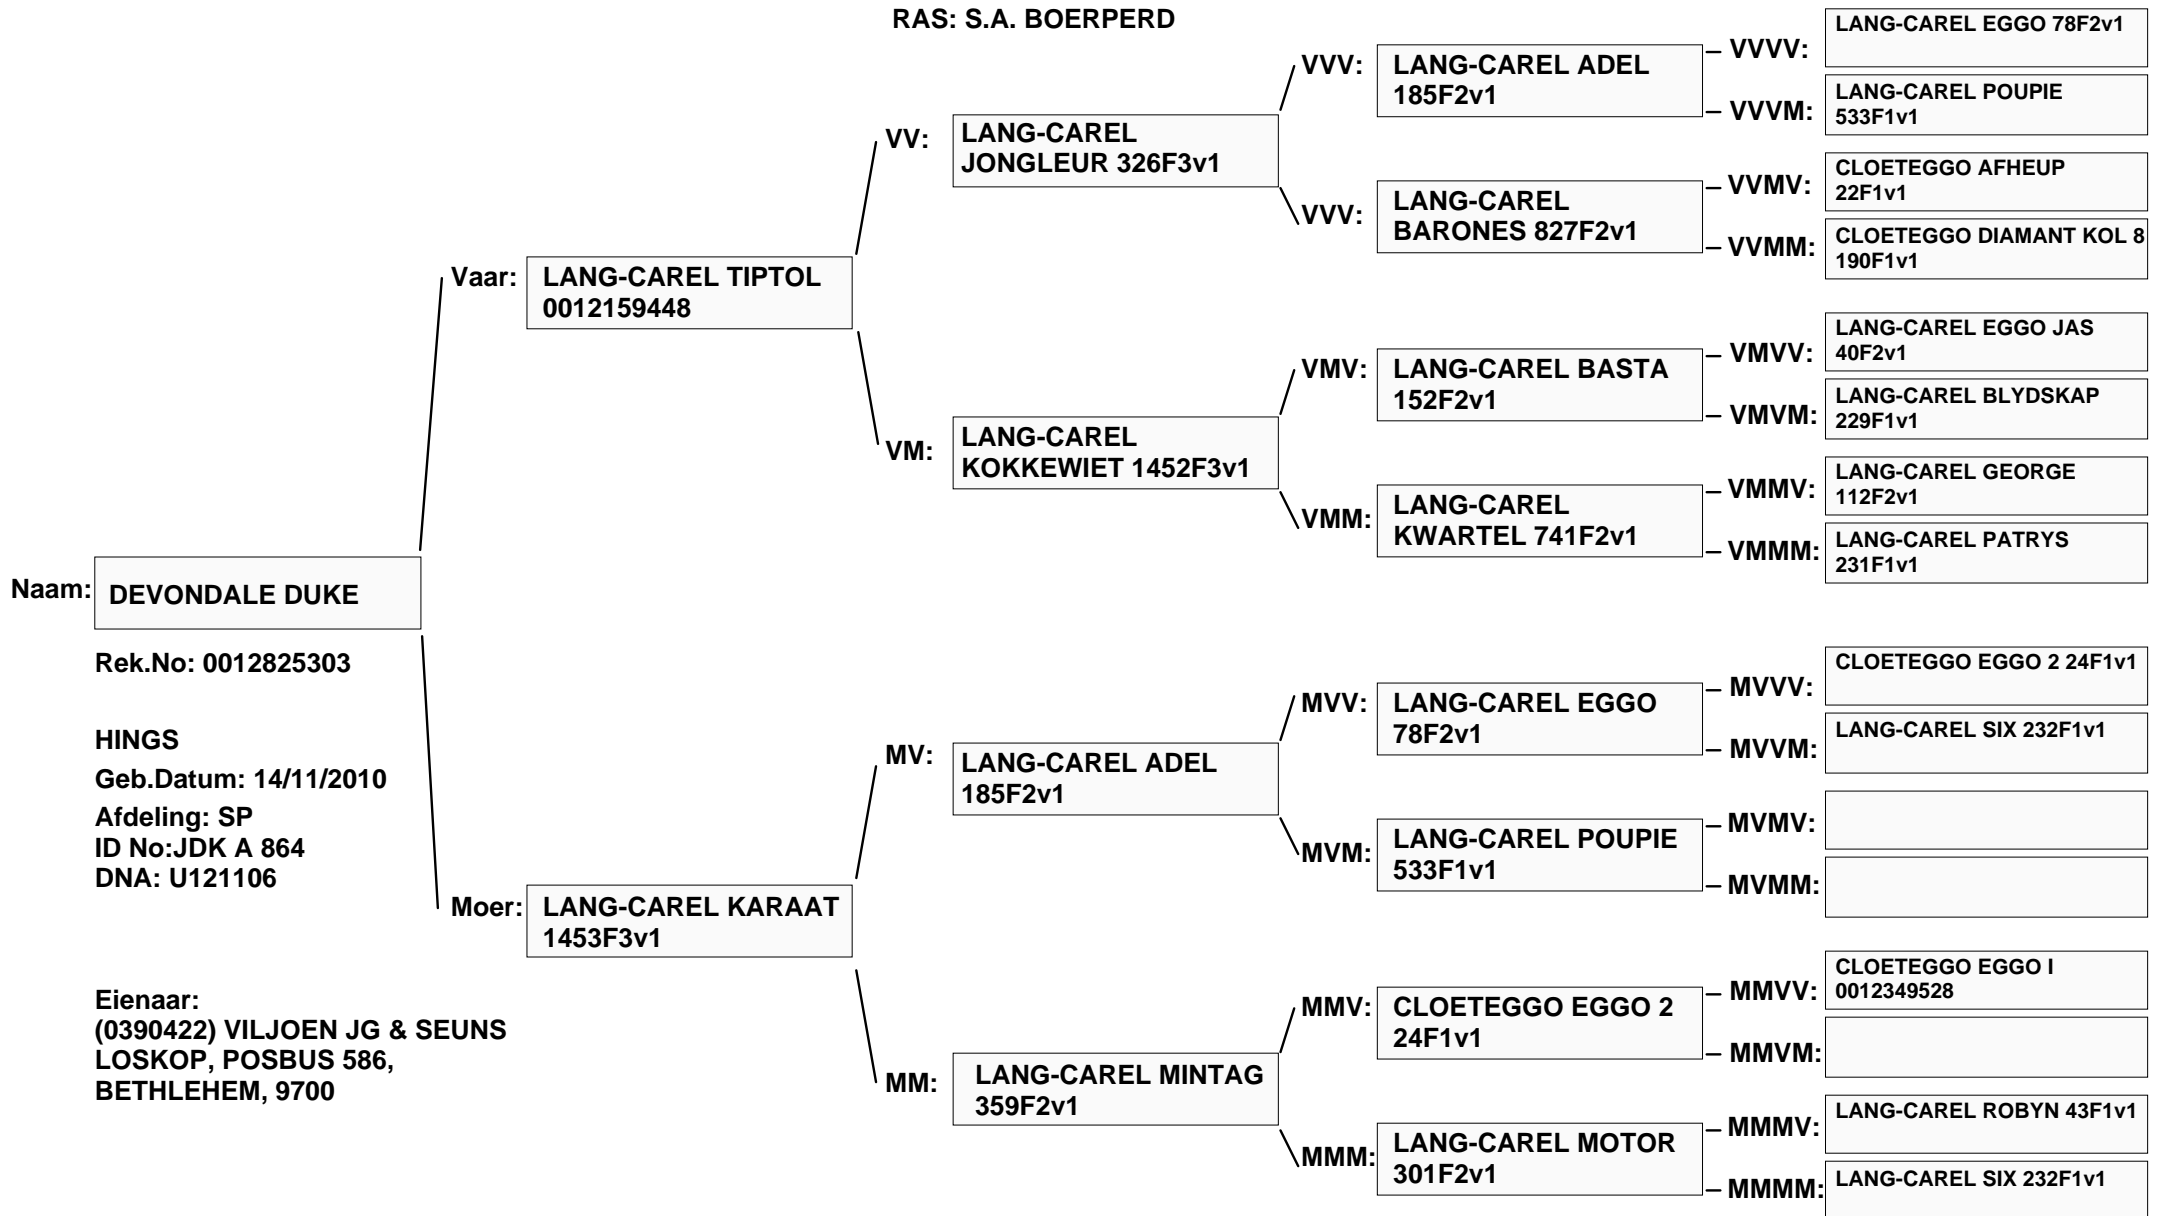 RAS: S.A. BOERPERD
Naam: DEVONDALE DUKE
Rek.No: 0012825303
HINGS
Geb.Datum: 14/11/2010
Afdeling: SP
ID No:JDK A 864
DNA: U121106
Eienaar:
(0390422) VILJOEN JG & SEUNS
LOSKOP, POSBUS 586,
BETHLEHEM, 9700
Vaar: LANG-CAREL TIPTOL
0012159448
Moer: LANG-CAREL KARAAT
1453F3v1
VV: LANG-CAREL
JONGLEUR 326F3v1
VM: LANG-CAREL
KOKKEWIET 1452F3v1
MV: LANG-CAREL ADEL
185F2v1
MM: LANG-CAREL MINTAG
359F2v1
VVV: LANG-CAREL ADEL
185F2v1
VVV: LANG-CAREL
BARONES 827F2v1
VMV: LANG-CAREL BASTA
152F2v1
VMM: LANG-CAREL
KWARTEL 741F2v1
MVV: LANG-CAREL EGGO
78F2v1
MVM: LANG-CAREL POUPIE
533F1v1
MMV: CLOETEGGO EGGO 2
24F1v1
MMM: LANG-CAREL MOTOR
301F2v1
VVVV: LANG-CAREL EGGO 78F2v1
VVVM: LANG-CAREL POUPIE
533F1v1
VVMV: CLOETEGGO AFHEUP
22F1v1
VVMM: CLOETEGGO DIAMANT KOL 8
190F1v1
VMVV: LANG-CAREL EGGO JAS
40F2v1
VMVM: LANG-CAREL BLYDSKAP
229F1v1
VMMV: LANG-CAREL GEORGE
112F2v1
VMMM: LANG-CAREL PATRYS
231F1v1
MVVV: CLOETEGGO EGGO 2 24F1v1
MVVM: LANG-CAREL SIX 232F1v1
MVMV:
MVMM:
MMVV: CLOETEGGO EGGO I
0012349528
MMVM:
MMMV: LANG-CAREL ROBYN 43F1v1
MMMM: LANG-CAREL SIX 232F1v1